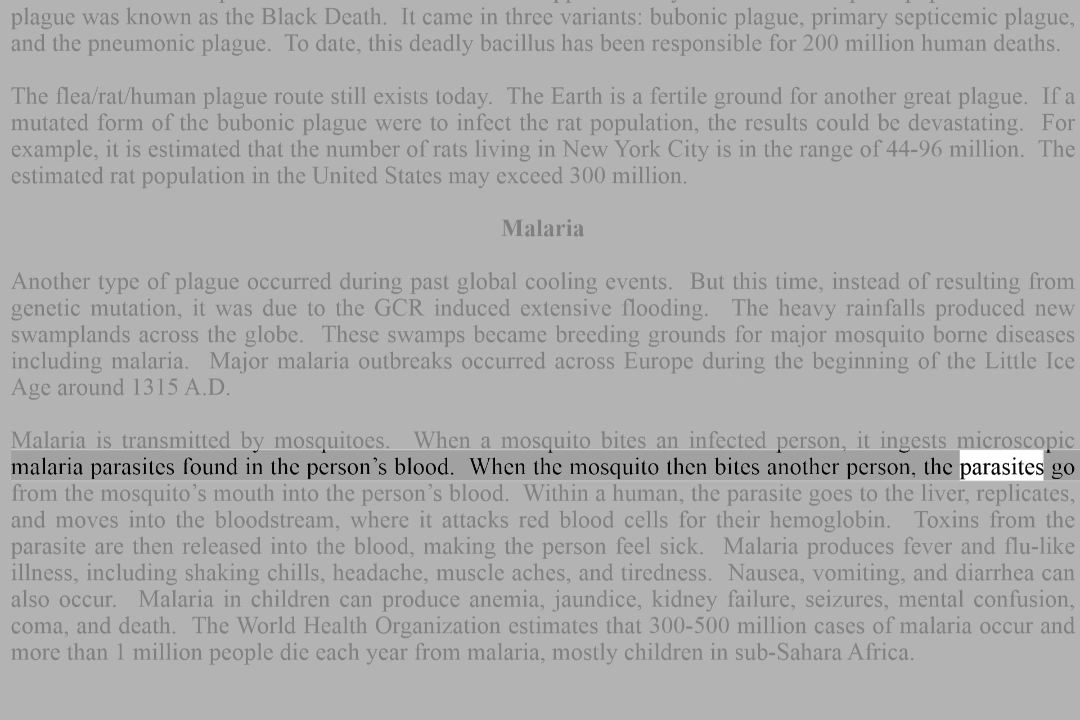 plague was known as the Black Death. It came in three variants: bubonic plague, primary septicemic plague,
and the pneumonic plague. To date, this deadly bacillus has been responsible for 200 million human deaths.
The flea/rat/human plague route still exists today. The Earth is a fertile ground for another great plague. If a
mutated form of the bubonic plague were to infect the rat population, the results could be devastating. For
example, it is estimated that the number of rats living in New York City is in the range of 44-96 million. The
estimated rat population in the United States may exceed 300 million.
Malaria
Another type of plague occurred during past global cooling events. But this time, instead of resulting from
genetic mutation, it was due to the GCR induced extensive flooding. The heavy rainfalls produced new
swamplands across the globe. These swamps became breeding grounds for major mosquito borne diseases
including malaria. Major malaria outbreaks occurred across Europe during the beginning of the Little Ice
Age around 1315 A.D.
Malaria is transmitted by mosquitoes. When a mosquito bites an infected person, it ingests microscopic
malaria parasites found in the person's blood. When the mosquito then bites another person, the parasites go
from the mosquito's mouth into the person's blood. Within a human, the parasite goes to the liver, replicates,
and moves into the bloodstream, where it attacks red blood cells for their hemoglobin. Toxins from the
parasite are then released into the blood, making the person feel sick. Malaria produces fever and flu-like
illness, including shaking chills, headache, muscle aches, and tiredness. Nausea, vomiting, and diarrhea can
also occur. Malaria in children can produce anemia, jaundice, kidney failure, seizures, mental confusion,
coma, and death. The World Health Organization estimates that 300-500 million cases of malaria occur and
more than 1 million people die each year from malaria, mostly children in sub-Sahara Africa.